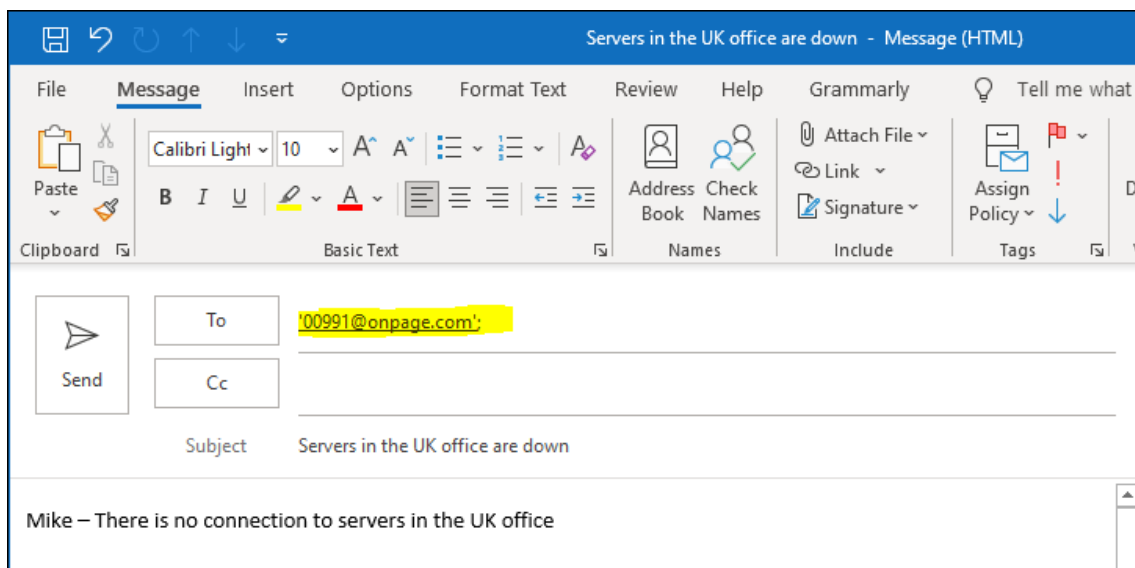 Servers in the UK office are down - Message (HTML)
File Message Insert Options Format Text Review Help Grammarly Tell me what
Calibri Light 10 Attach File
Link
Paste Address Check Assign
B I U A Signature
Book Names Policy
Clipboard Basic Text Names Include Tags
To '00991@onpage.com';
Send Cc
Subject Servers in the UK office are down
Mike – There is no connection to servers in the UK office